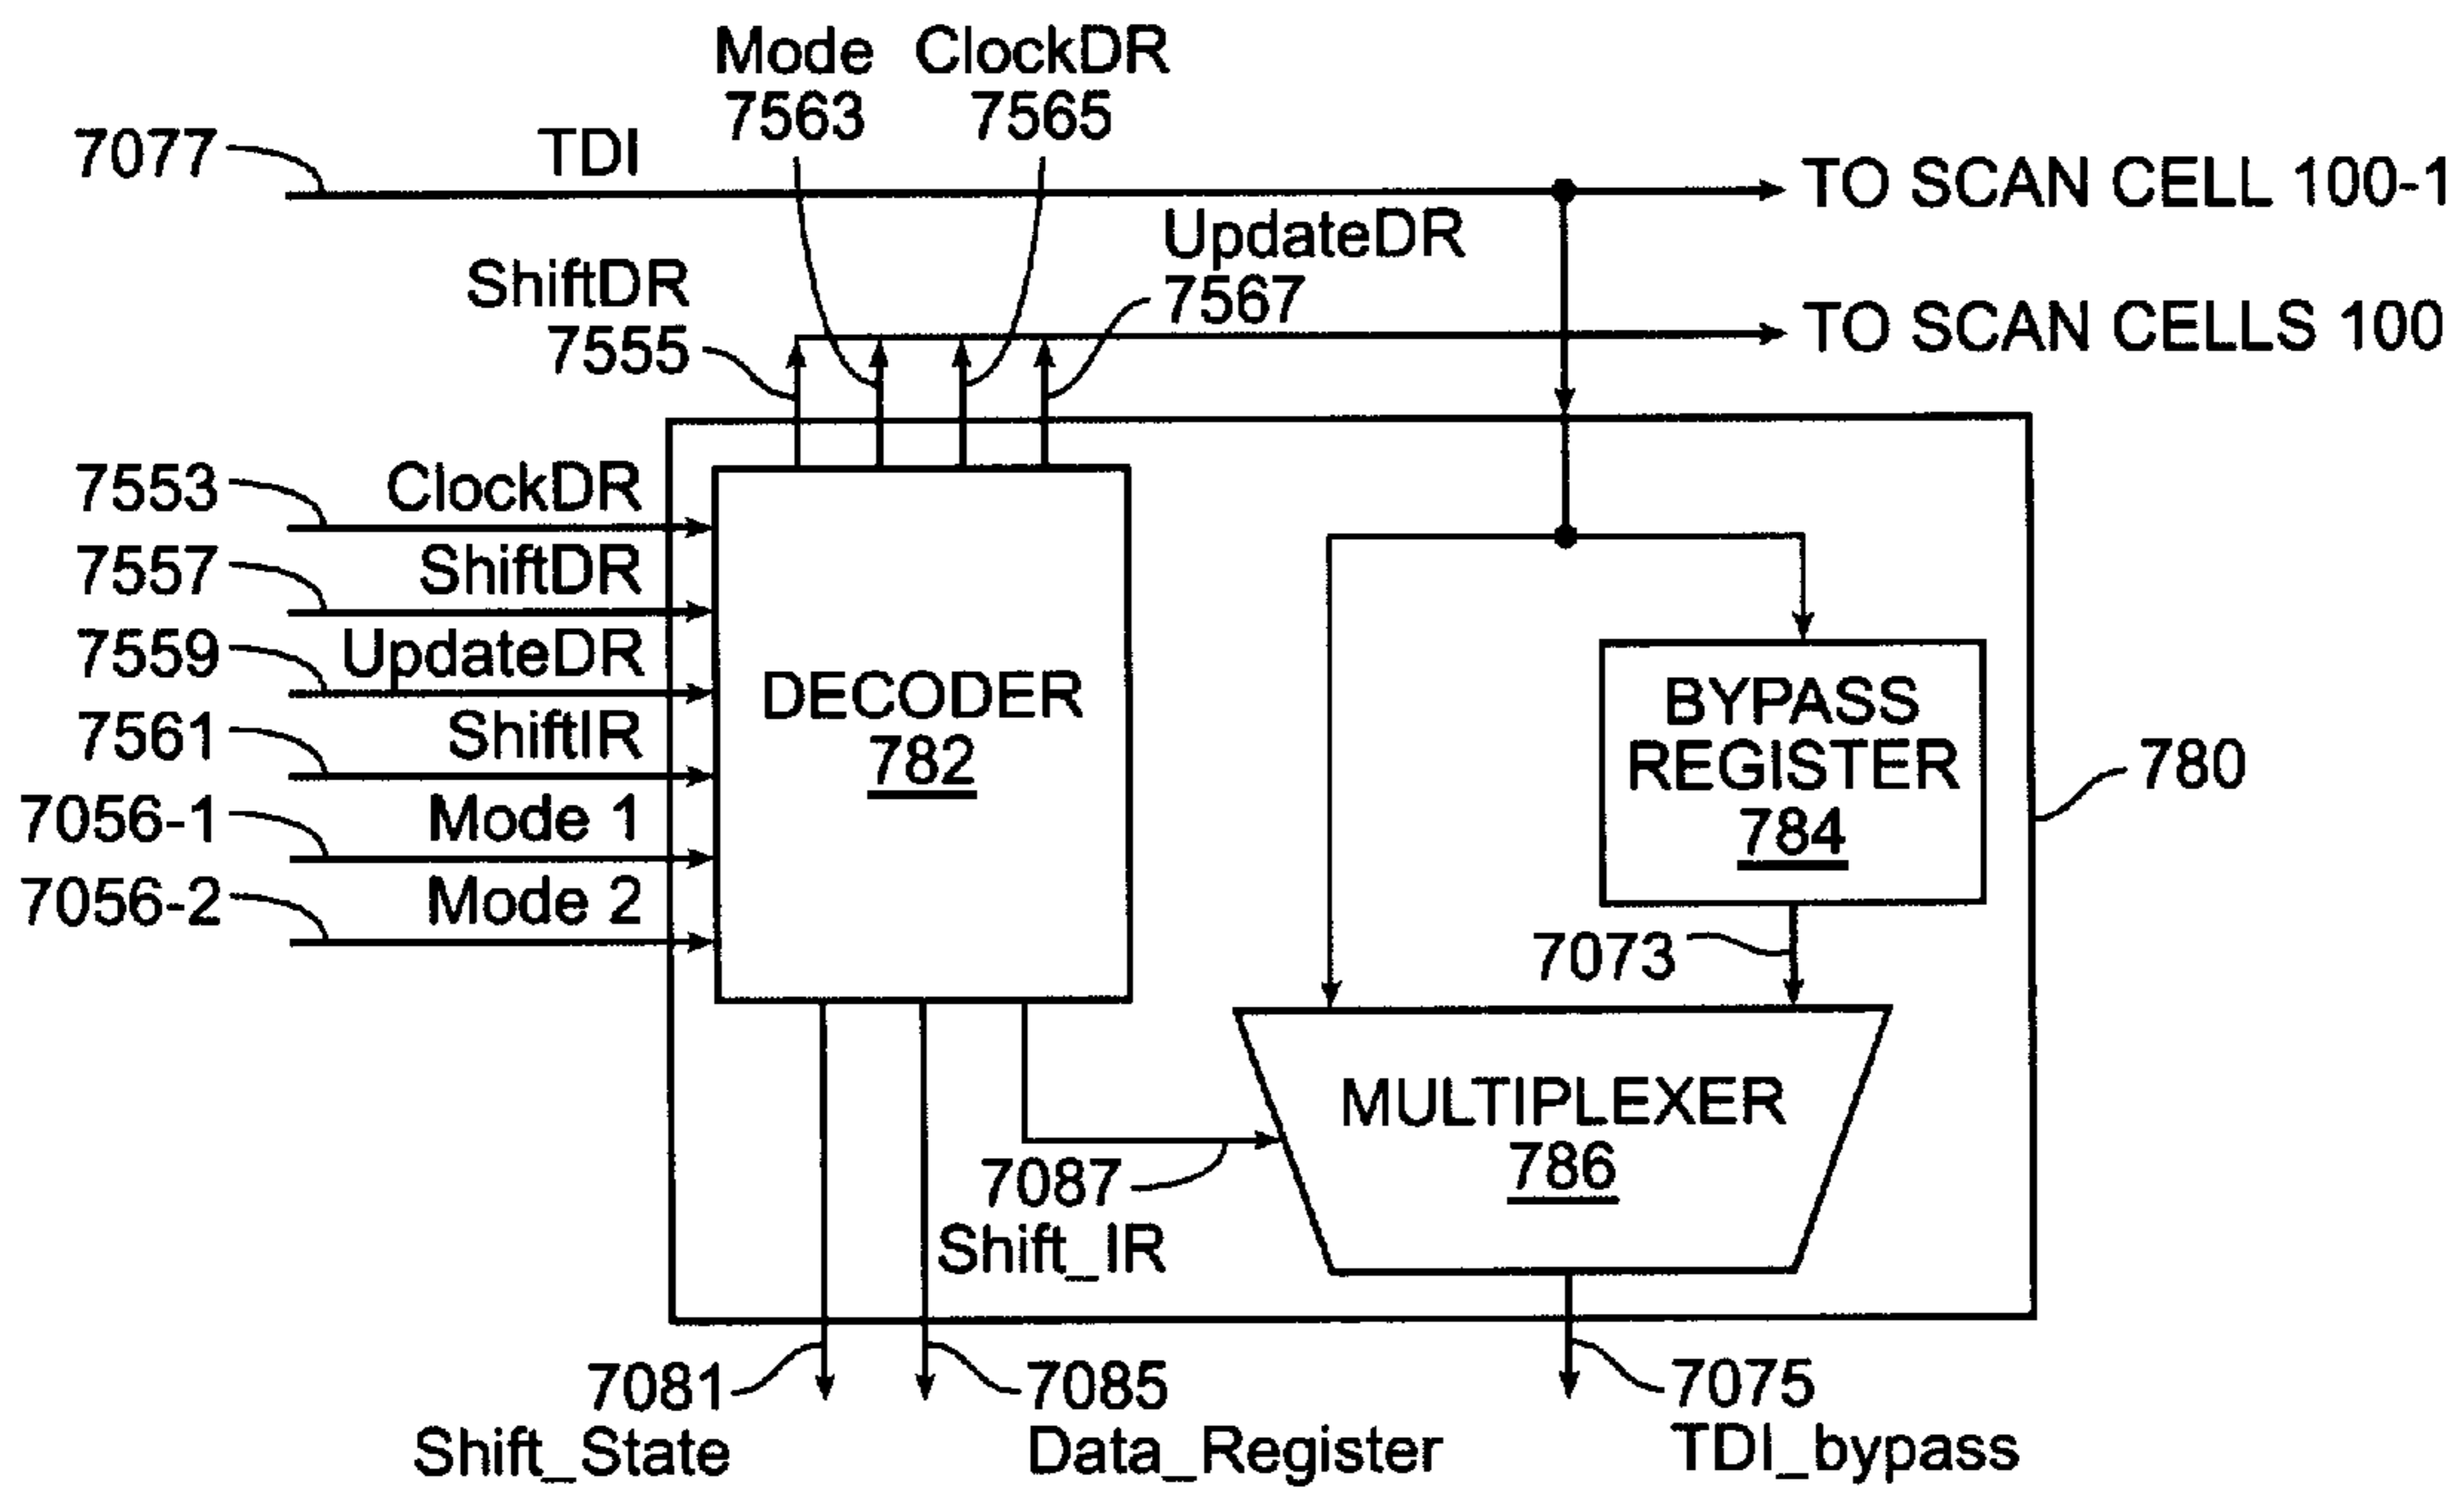 Mode ClockDR
7563 7565
7077 TDI
TO SCAN CELL 100-1
UpdateDR
7567
ShiftDR
7555
TO SCAN CELLS 100
7553 ClockDR
7557 ShiftDR
7559 UpdateDR
7561 ShiftIR
7056-1 Mode 1
7056-2 Mode 2
DECODER
782
BYPASS
REGISTER
784
780
7073
MULTIPLEXER
786
7087
Shift_IR
7081
Shift_State
7085
Data_Register
7075
TDI_bypass